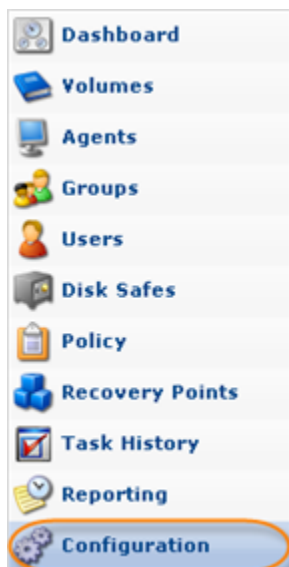 Dashboard
Volumes
Agents
Groups
Users
Disk Safes
Policy
Recovery Points
Task History
Reporting
Configuration